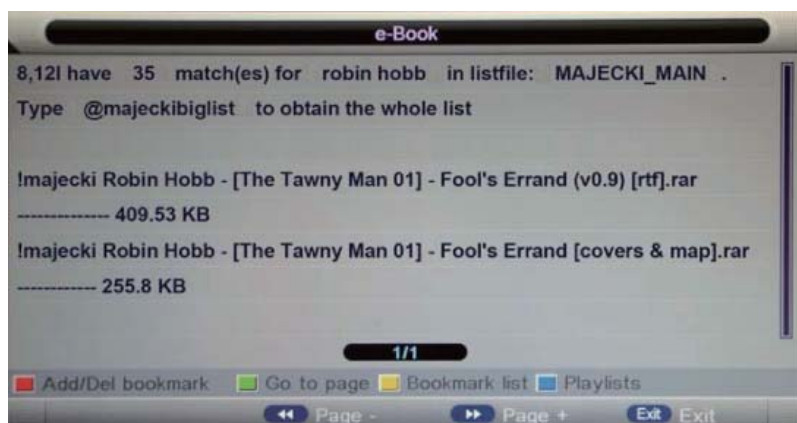 e-Book
8,12I have 35 match(es) for robin hobb in listfile: MAJECKI_MAIN .
Type @majeckibiglist to obtain the whole list
!majecki Robin Hobb - [The Tawny Man 01] - Fool's Errand (v0.9) [rtf].rar
-------------- 409.53 KB
!majecki Robin Hobb - [The Tawny Man 01] - Fool's Errand [covers & map].rar
------------ 255.8 KB
1/1
Add/Del bookmark Go to page Bookmark list Playlists
Page - Page + Exit Exit